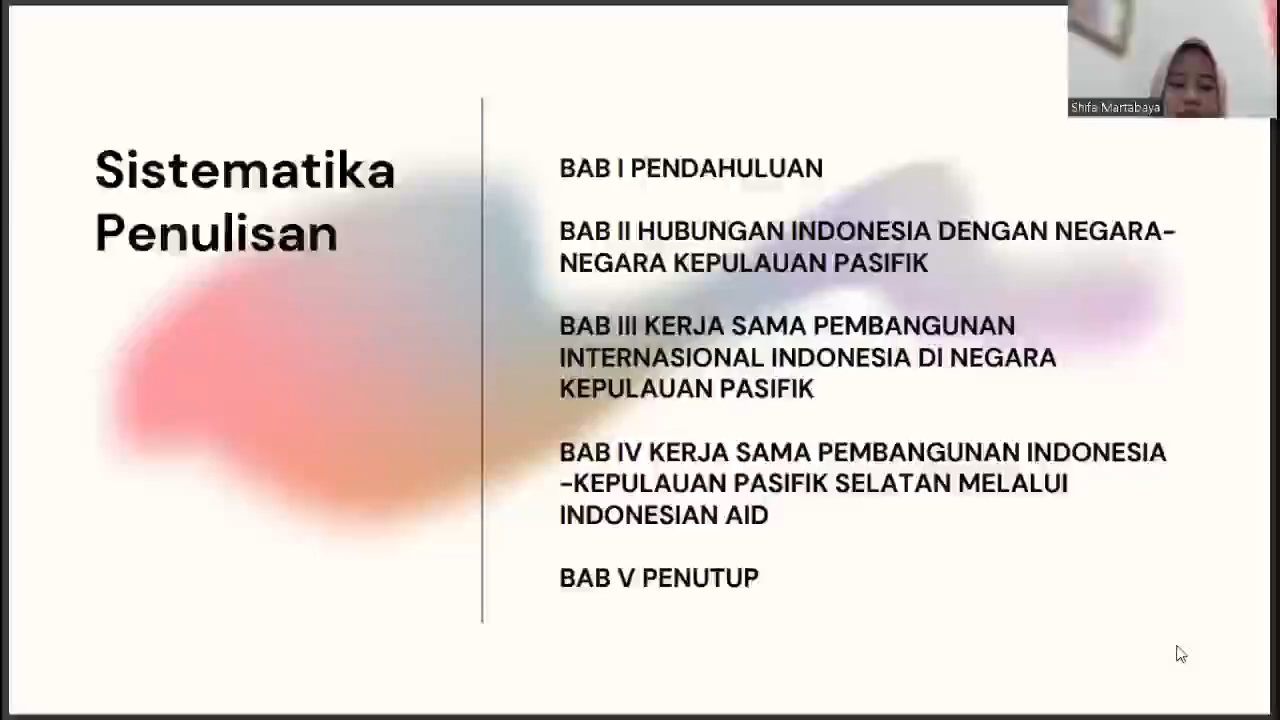 Shifa Martabaya
Sistematika
Penulisan
BAB I PENDAHULUAN
BAB II HUBUNGAN INDONESIA DENGAN NEGARA-
NEGARA KEPULAUAN PASIFIK
BAB III KERJA SAMA PEMBANGUNAN
INTERNASIONAL INDONESIA DI NEGARA
KEPULAUAN PASIFIK
BAB IV KERJA SAMA PEMBANGUNAN INDONESIA
-KEPULAUAN PASIFIK SELATAN MELALUI
INDONESIAN AID
BAB V PENUTUP